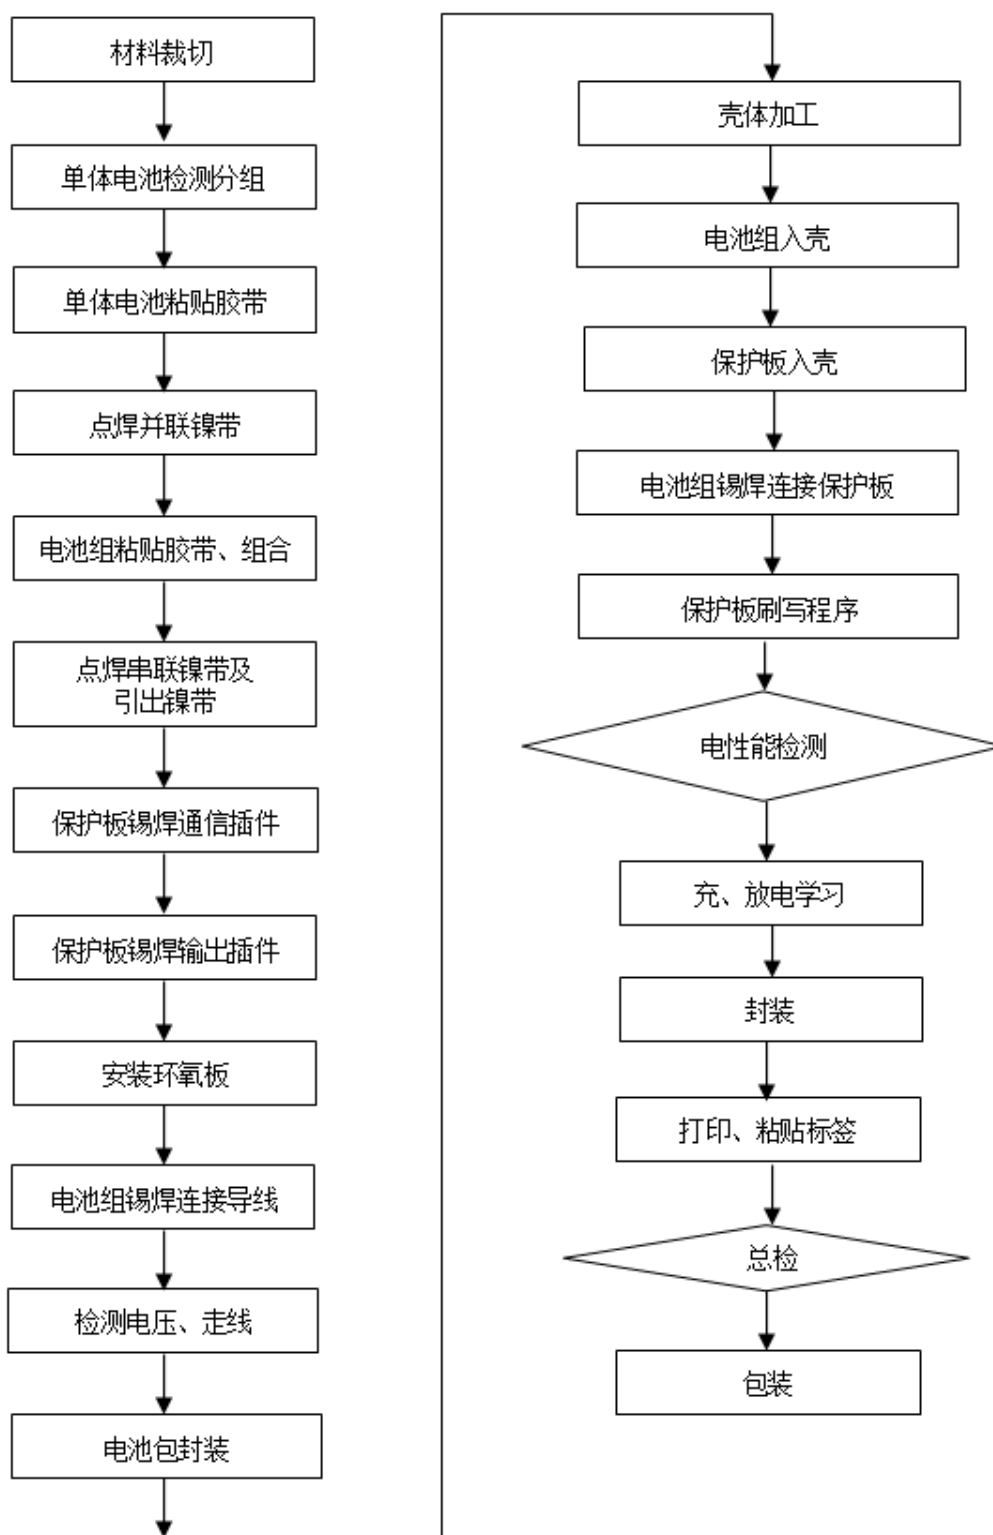 材料裁切
单体电池检测分组
单体电池粘贴胶带
点焊并联镍带
电池组粘贴胶带、组合
点焊串联镍带及
引出镍带
保护板锡焊通信插件
保护板锡焊输出插件
安装环氧板
电池组锡焊连接导线
检测电压、走线
电池包封装
壳体加工
电池组入壳
保护板入壳
电池组锡焊连接保护板
保护板刷写程序
电性能检测
充、放电学习
封装
打印、粘贴标签
总检
包装